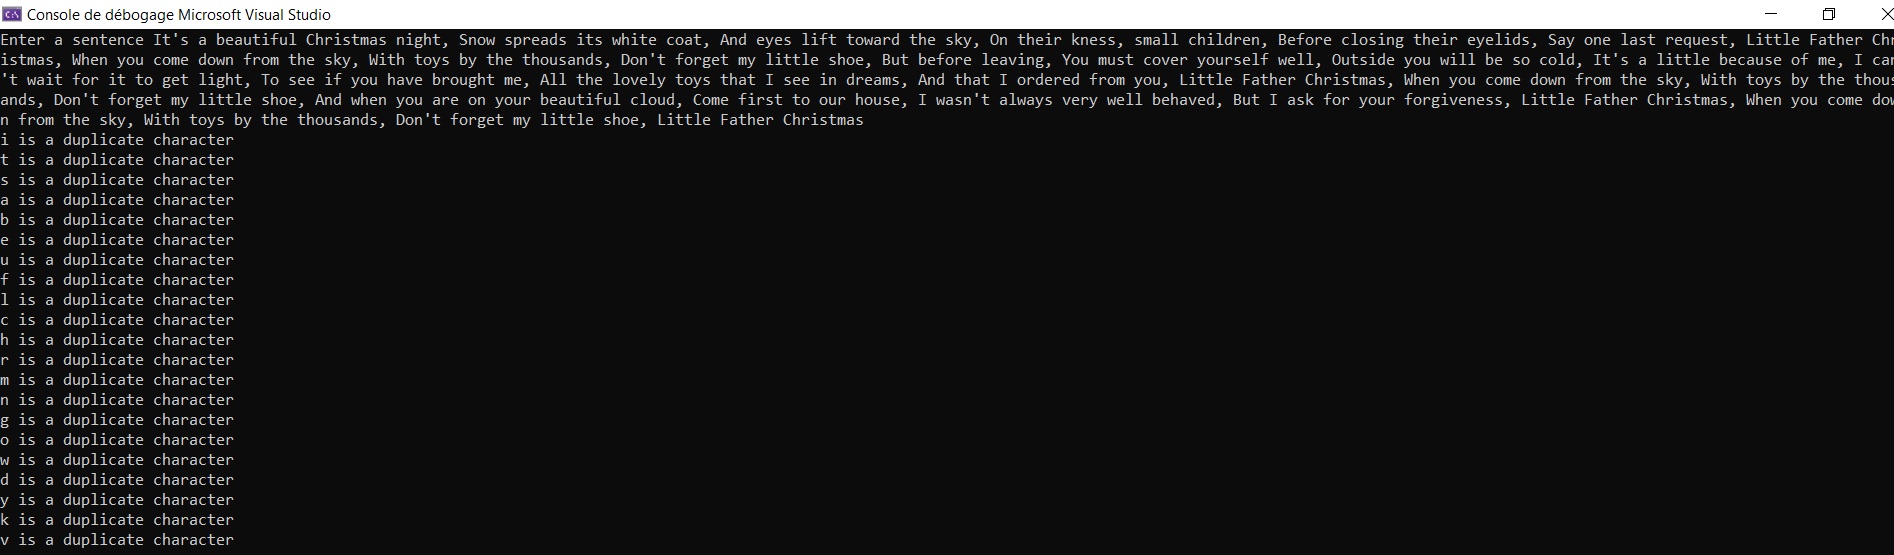 Console de débogage Microsoft Visual Studio
Enter a sentence It's a beautiful Christmas night, Snow spreads its white coat, And eyes lift toward the sky, On their kness, small children, Before closing their eyelids, Say one last request, Little Father Chr
istmas, When you come down from the sky, With toys by the thousands, Don't forget my little shoe, But before leaving, You must cover yourself well, Outside you will be so cold, It's a little because of me, I can
't wait for it to get light, To see if you have brought me, All the lovely toys that I see in dreams, And that I ordered from you, Little Father Christmas, When you come down from the sky, With toys by the thous
ands, Don't forget my little shoe, And when you are on your beautiful cloud, Come first to our house, I wasn't always very well behaved, But I ask for your forgiveness, Little Father Christmas, When you come dow
n from the sky, With toys by the thousands, Don't forget my little shoe, Little Father Christmas
i is a duplicate character
t is a duplicate character
s is a duplicate character
a is a duplicate character
b is a duplicate character
e is a duplicate character
u is a duplicate character
f is a duplicate character
l is a duplicate character
c is a duplicate character
h is a duplicate character
r is a duplicate character
m is a duplicate character
n is a duplicate character
g is a duplicate character
o is a duplicate character
w is a duplicate character
d is a duplicate character
y is a duplicate character
k is a duplicate character
v is a duplicate character